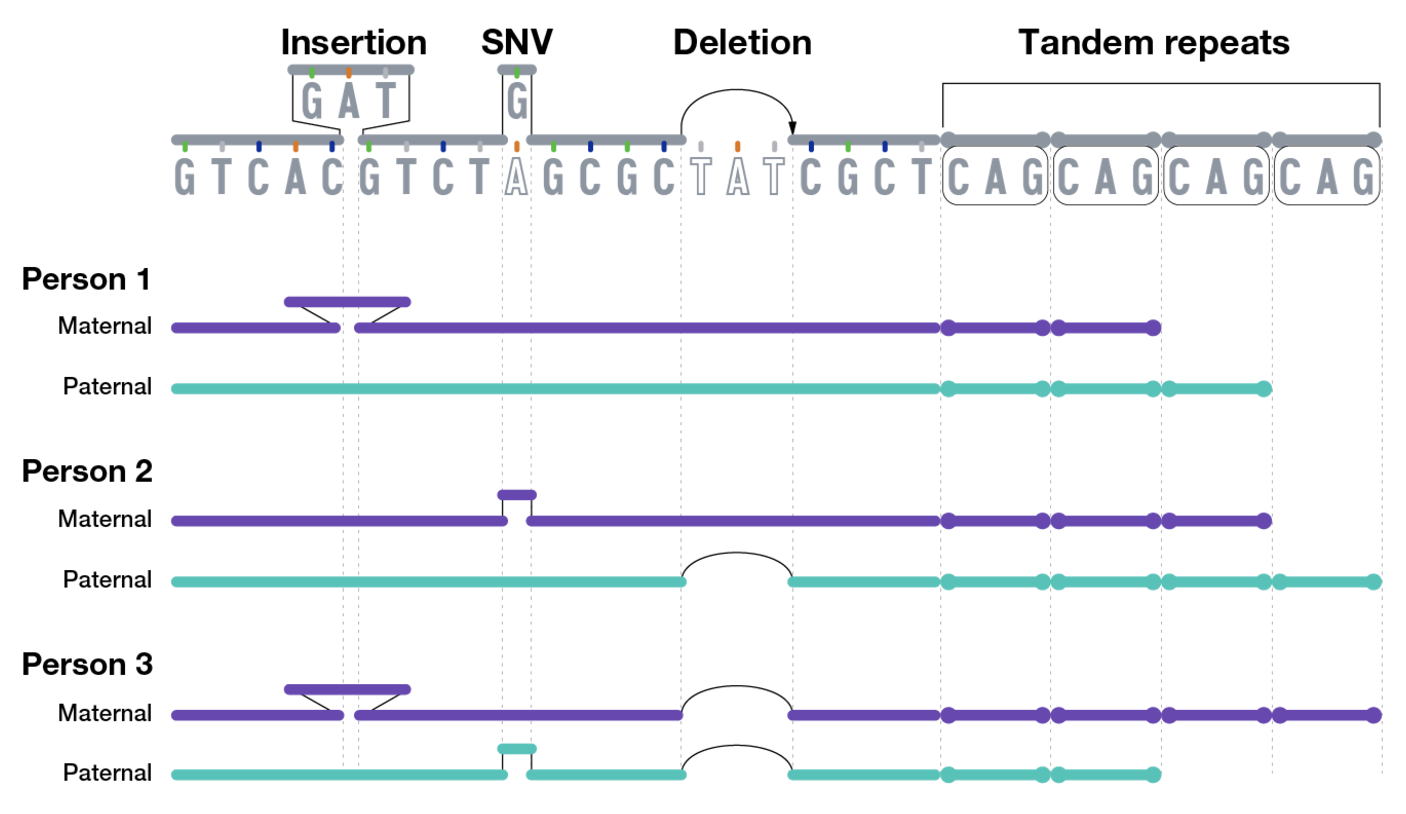 Insertion SNV Deletion Tandem repeats
GAT G
GTCACGTCTAGCGCTATCGCTCAGCAGCAGCAG
Person 1
Maternal
Paternal
Person 2
Maternal
Paternal
Person 3
Maternal
Paternal